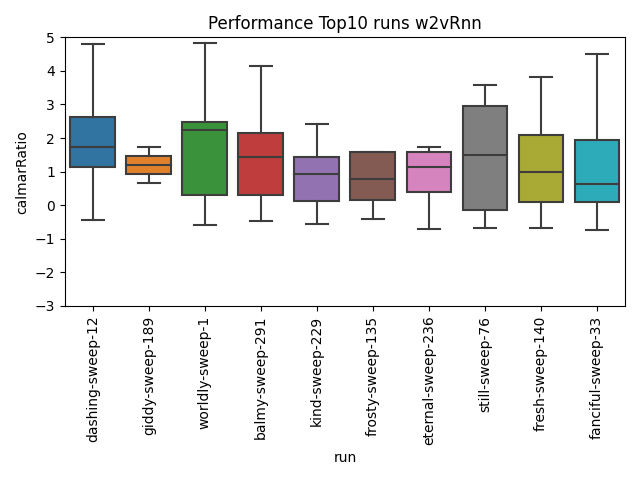 Performance Top10 runs w2vRnn
calmarRatio
5
4
3
2
1
0
−1
−2
−3
dashing-sweep-12
giddy-sweep-189
worldly-sweep-1
balmy-sweep-291
kind-sweep-229
frosty-sweep-135
eternal-sweep-236
still-sweep-76
fresh-sweep-140
fanciful-sweep-33
run